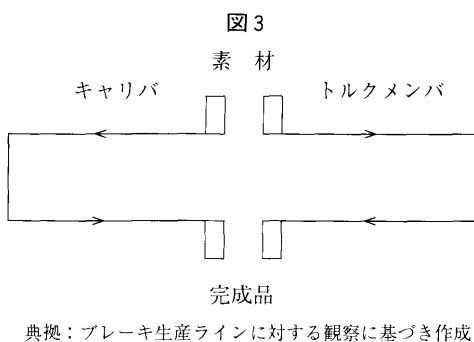 図3
素材
キャリパ
トルクメンバ
完成品
典拠：ブレーキ生産ラインに対する観察に基づき作成